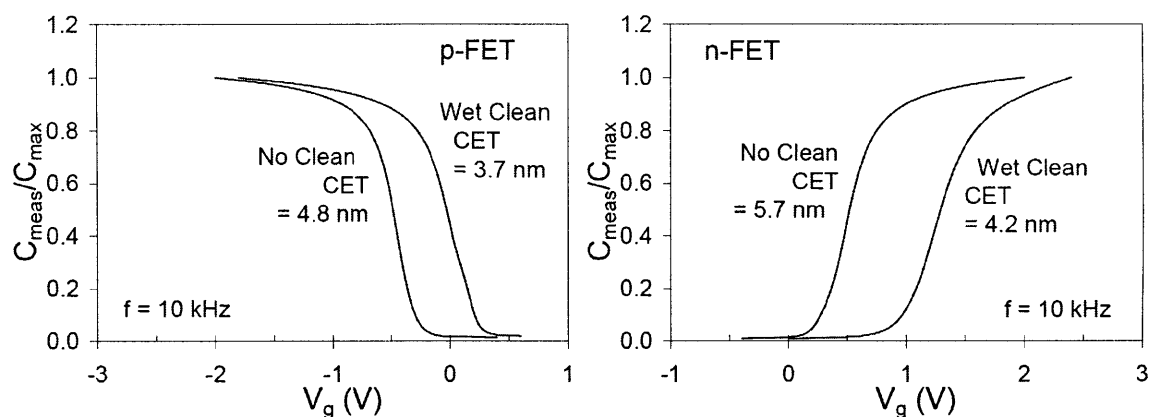 1.2
1.0
0.8
0.6
0.4
0.2
0.0
C_meas/C_max
p-FET
Wet Clean
CET
= 3.7 nm
No Clean
CET
= 4.8 nm
f = 10 kHz
-3
-2
-1
0
1
V_g (V)
1.2
1.0
0.8
0.6
0.4
0.2
0.0
C_meas/C_max
n-FET
No Clean
CET
= 5.7 nm
Wet Clean
CET
= 4.2 nm
f = 10 kHz
-1
0
1
2
3
V_g (V)